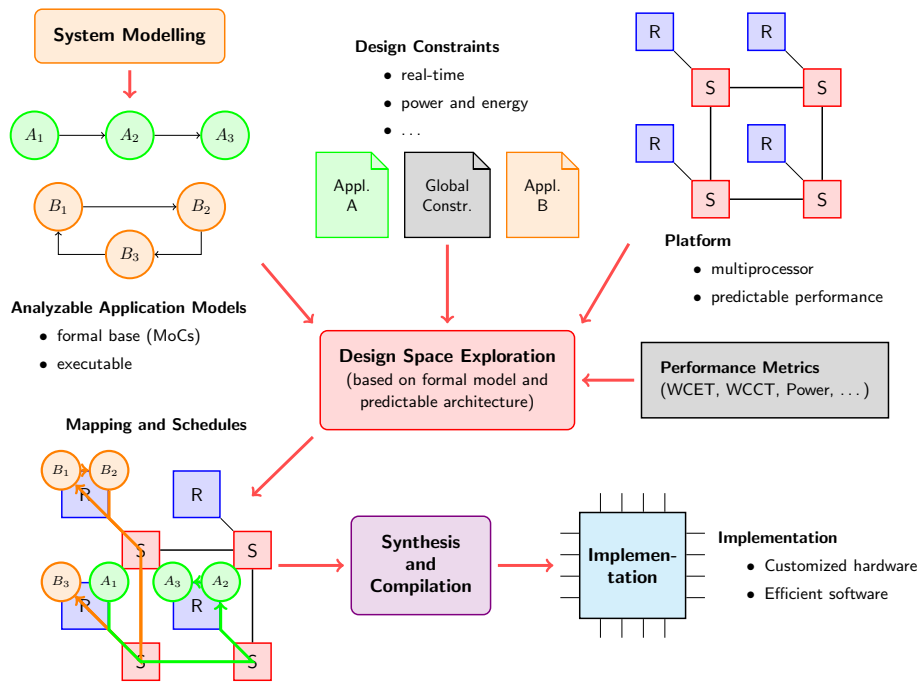 System Modelling
A1
A2
A3
B1
B2
B3
Analyzable Application Models
• formal base (MoCs)
• executable
Design Constraints
• real-time
• power and energy
• . . .
Appl.
A
Global
Constr.
Appl.
B
R
R
S
S
R
R
S
S
Platform
• multiprocessor
• predictable performance
Design Space Exploration
(based on formal model and
predictable architecture)
Performance Metrics
(WCET, WCCT, Power, . . . )
Mapping and Schedules
B1
B2
R
R
S
S
B3
A1
A3
A2
R
R
S
S
Synthesis
and
Compilation
Implemen-
tation
Implementation
• Customized hardware
• Efficient software